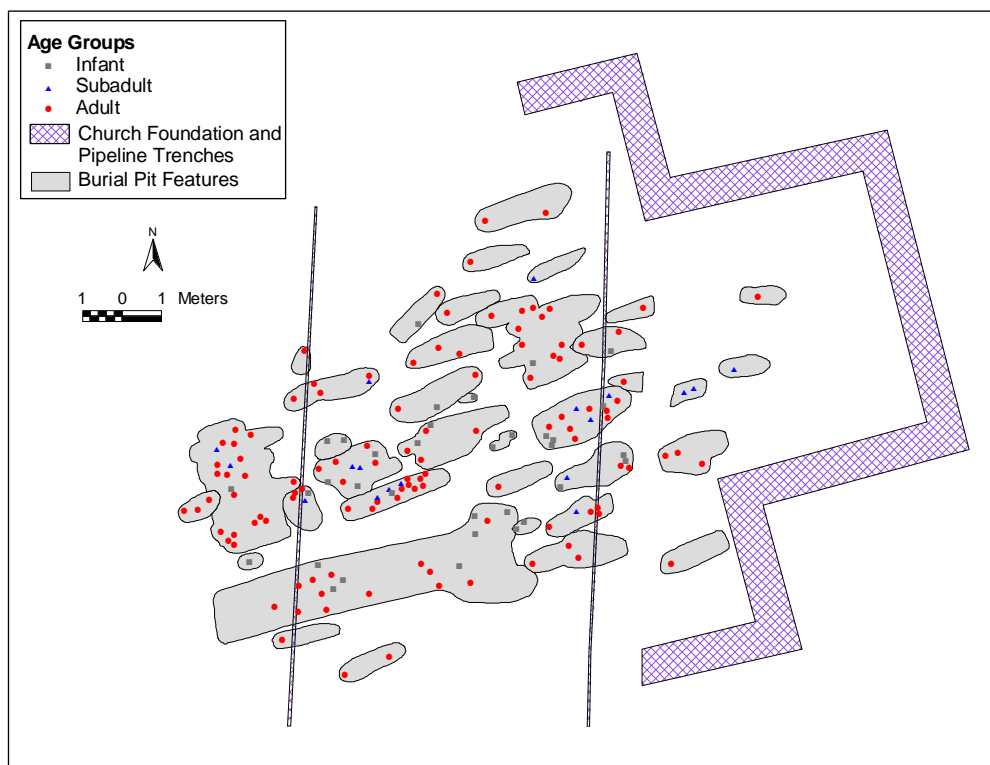 Age Groups
Infant
Subadult
Adult
Church Foundation and
Pipeline Trenches
Burial Pit Features
N
1 0 1 Meters